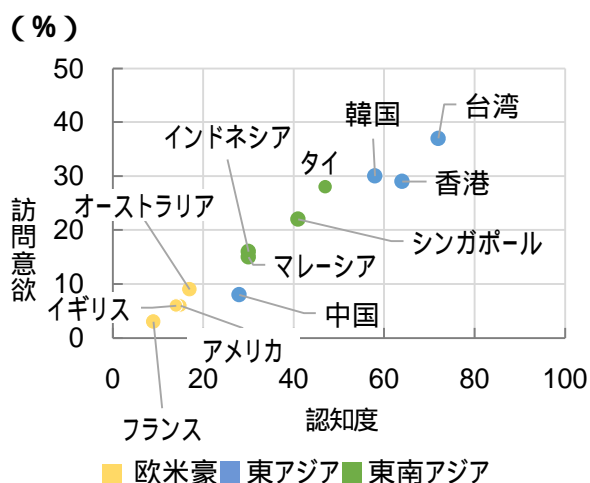 (%)
50
40
30
20
10
0
訪問意欲
台湾
韓国
インドネシア
タイ
香港
オーストラリア
シンガポール
マレーシア
イギリス
中国
アメリカ
フランス
0 20 40 60 80 100
認知度
欧米豪 東アジア 東南アジア